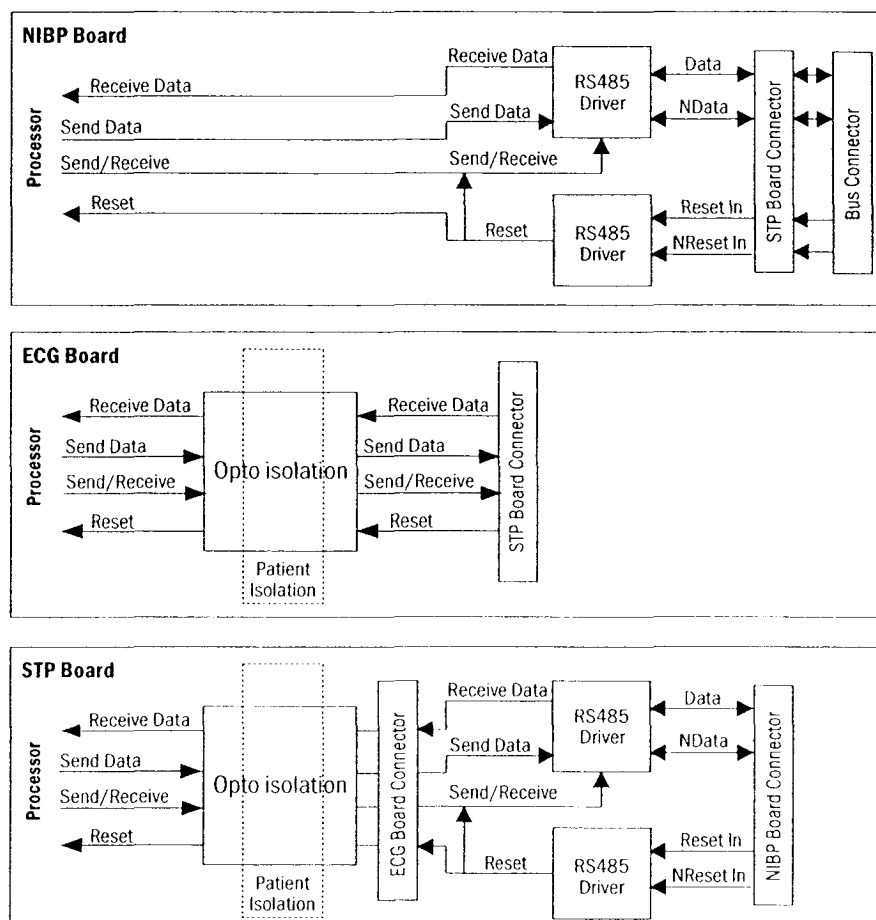 NIBP Board
Processor
Receive Data
Receive Data
Send Data
Send Data
Send/Receive
Send/Receive
Reset
Reset
RS485
Driver
RS485
Driver
Data
NData
Reset In
NReset In
STP Board Connector
Bus Connector
ECG Board
Processor
Receive Data
Send Data
Send/Receive
Reset
Opto isolation
Patient
Isolation
Receive Data
Send Data
Send/Receive
Reset
STP Board Connector
STP Board
Processor
Receive Data
Send Data
Send/Receive
Reset
Opto isolation
Patient
Isolation
ECG Board Connector
Receive Data
Send Data
Send/Receive
Reset
RS485
Driver
RS485
Driver
Data
NData
Reset In
NReset In
NIBP Board Connector